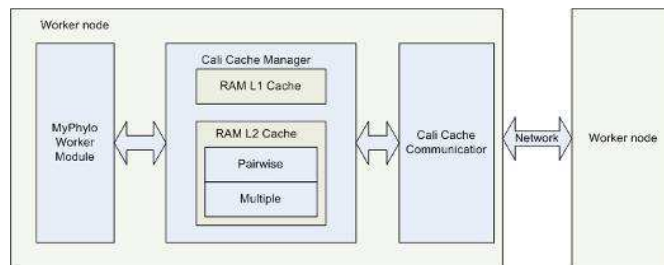 Worker node
MyPhylo
Worker
Module
Cali Cache Manager
RAM L1 Cache
RAM L2 Cache
Pairwise
Multiple
Cali Cache
Communicatior
Network
Worker node